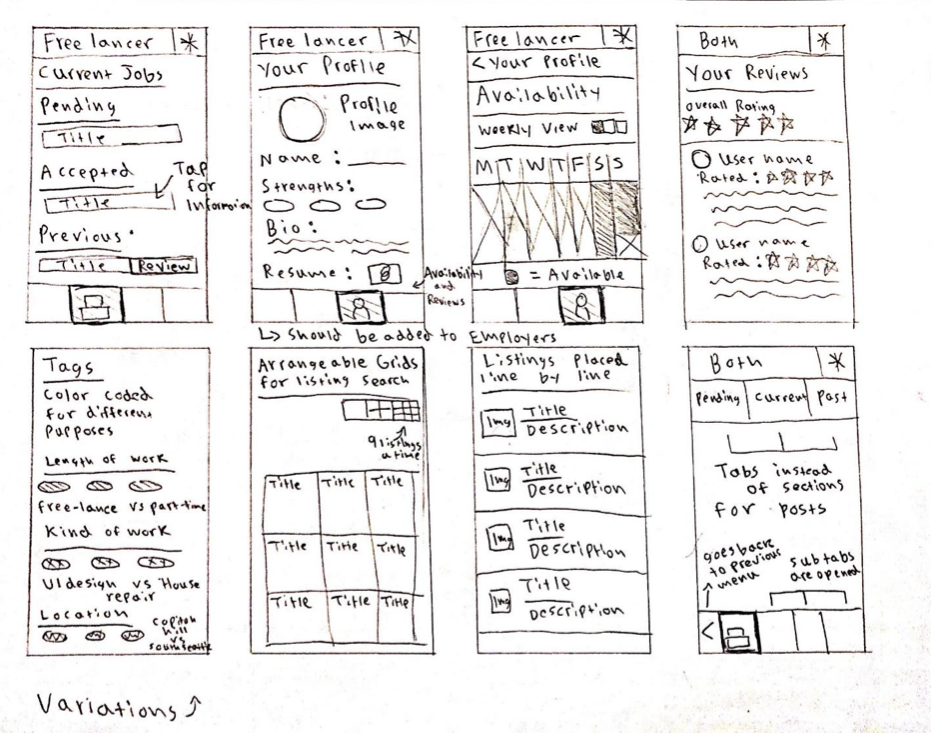 Freelancer
Current Jobs
Pending
Title
Accepted
Title
Tap
for
Information
Previous
Title Review
Freelancer
Your Profile
Profile
Image
Name :
Strengths:
Bio :
Resume :
Availability
and
Reviews
↳ Should be added to Employers
Freelancer
< Your Profile
Availability
Weekly View
M T W T F S S
= Available
Both
Your Reviews
Overall Rating
User name
Rated :
User name
Rated :
Tags
Color coded
for different
Purposes
Length of work
free-lance vs part-time
Kind of work
UI design vs House
repair
Location
Capitol
hill
vs
south seattle
Arrangeable Grids
for listing search
9 listings
a time
Title Title Title
Title Title Title
Title Title Title
Listings Placed
line by line
Img Title
Description
Img Title
Description
Img Title
Description
Img Title
Description
Both
Pending Current Past
Tabs instead
of sections
for posts
goes back
to previous
menu
sub tabs
are opened
<
Variations